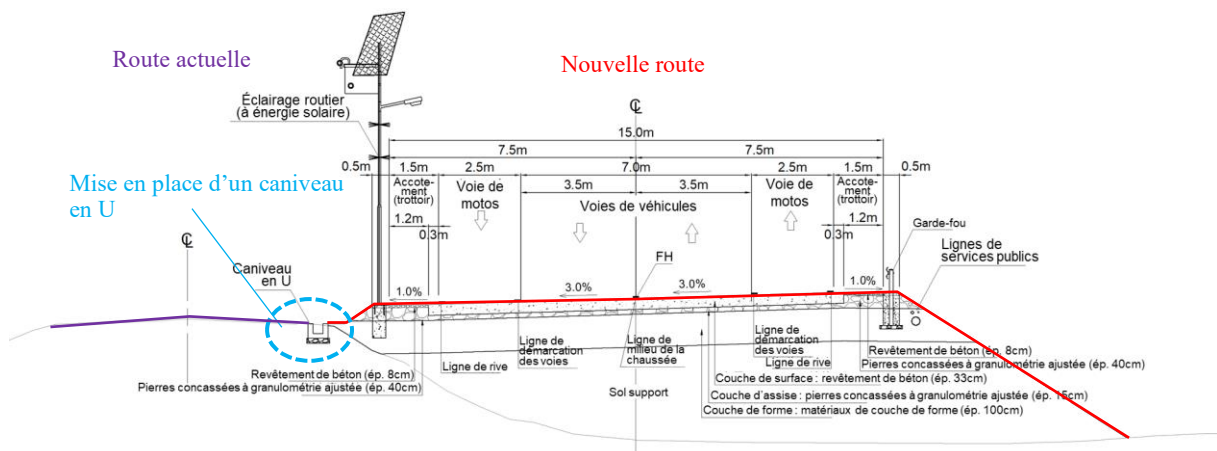 Route actuelle
Nouvelle route
Éclairage routier
(à énergie solaire)
℄
15.0m
7.5m
7.5m
0.5m
1.5m
2.5m
7.0m
2.5m
1.5m
0.5m
Mise en place d'un caniveau
en U
Accote-
ment
(trottoir)
Voie de
motos
3.5m
3.5m
Voies de véhicules
Voie de
motos
Accote-
ment
(trottoir)
1.2m
0.3m
1.2m
0.3m
Garde-fou
Lignes de
services publics
℄
Caniveau
en U
FH
1.0%
3.0%
3.0%
1.0%
Revêtement de béton (ép. 8cm)
Pierres concassées à granulométrie ajustée (ép. 40cm)
Ligne de rive
Ligne de
démarcation
des voies
Ligne de
milieu de la
chaussée
Ligne de
démarcation
des voies
Ligne de rive
Revêtement de béton (ép. 8cm)
Pierres concassées à granulométrie ajustée (ép. 40cm)
Sol support
Couche de surface : revêtement de béton (ép. 33cm)
Couche d'assise : pierres concassées à granulométrie ajustée (ép. 15cm)
Couche de forme : matériaux de couche de forme (ép. 100cm)